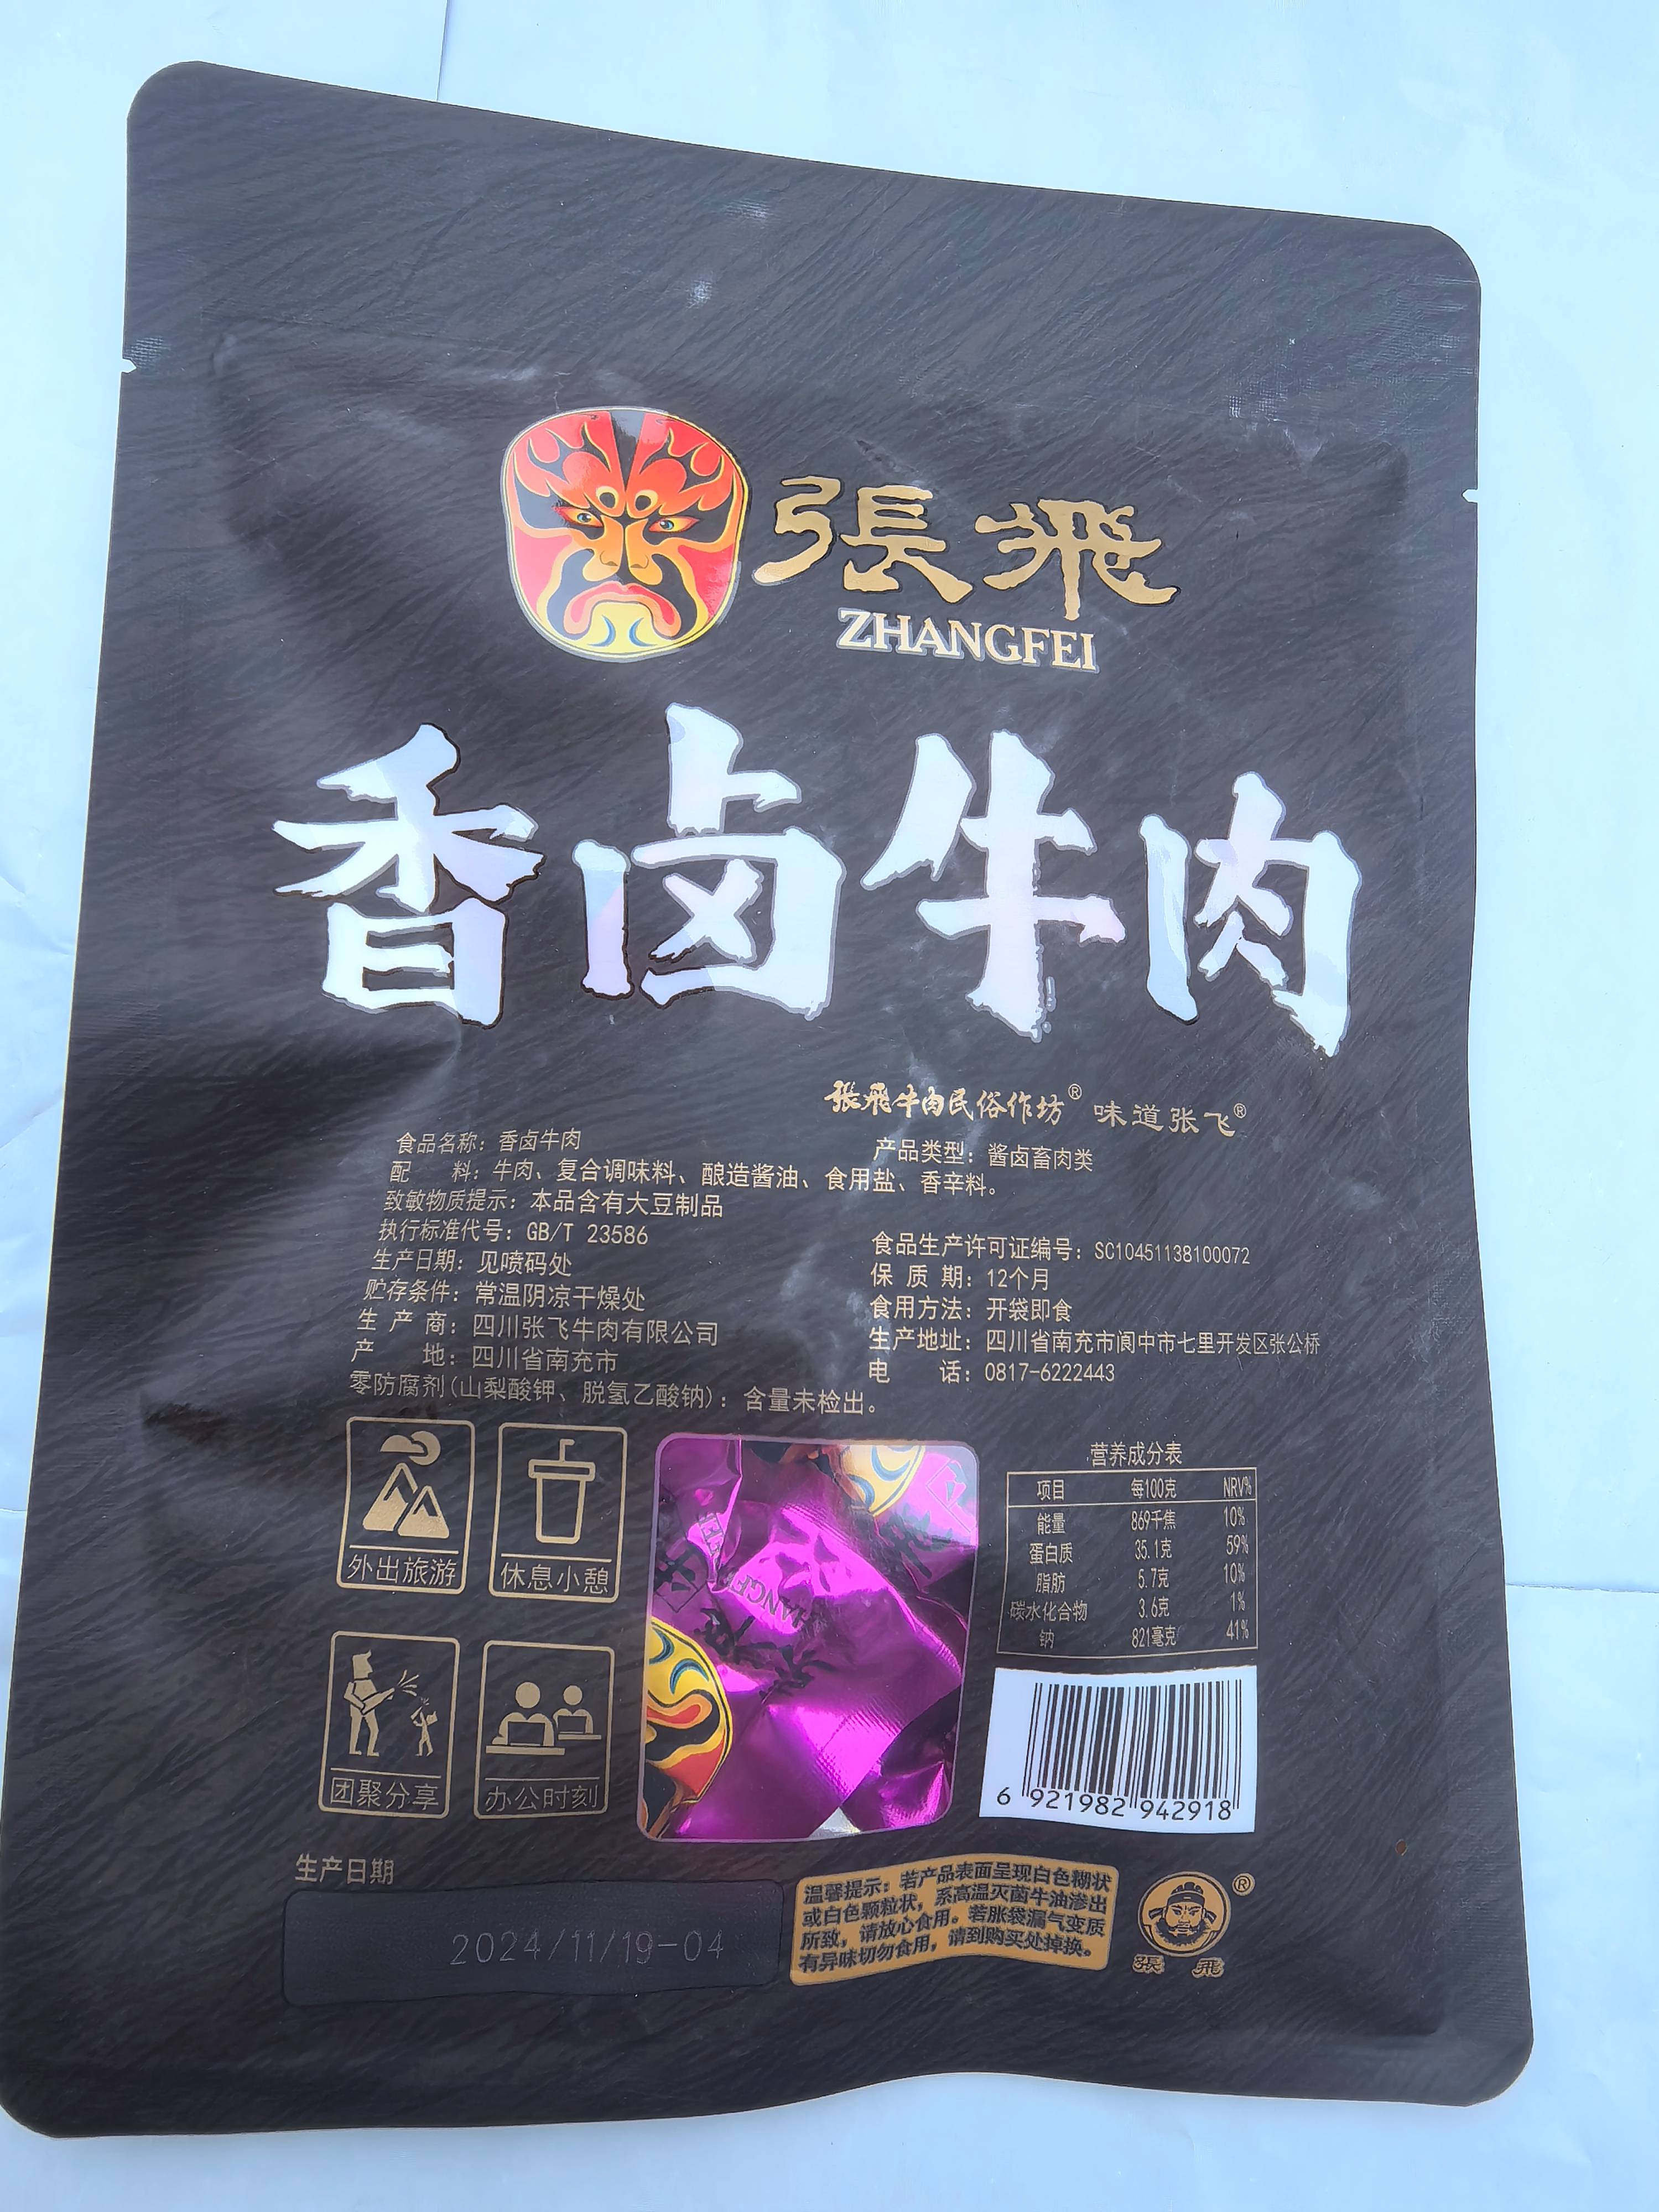 張飛
ZHANGFEI
香卤牛肉
张飛牛肉民俗作坊® 味道张飞®
食品名称：香卤牛肉
产品类型：酱卤畜肉类
配 料：牛肉、复合调味料、酿造酱油、食用盐、香辛料。
致敏物质提示：本品含有大豆制品
执行标准代号：GB/T 23586
食品生产许可证编号：SC10451138100072
生产日期：见喷码处
保 质 期：12个月
贮存条件：常温阴凉干燥处
食用方法：开袋即食
生 产 商：四川张飞牛肉有限公司
生产地址：四川省南充市阆中市七里开发区张公桥
产 地：四川省南充市
电 话：0817-6222443
零防腐剂(山梨酸钾、脱氢乙酸钠)：含量未检出。
外出旅游
休息小憩
团聚分享
办公时刻
营养成分表
项目 每100克 NRV%
能量 869千焦 10%
蛋白质 35.1克 59%
脂肪 5.7克 10%
碳水化合物 3.6克 1%
钠 821毫克 41%
6 921982 942918
生产日期
2024/11/19-04
温馨提示：若产品表面呈现白色糊状
或白色颗粒状，系高温灭菌牛油渗出
所致，请放心食用。若胀袋漏气变质
有异味切勿食用，请到购买处掉换。
®
張 飛